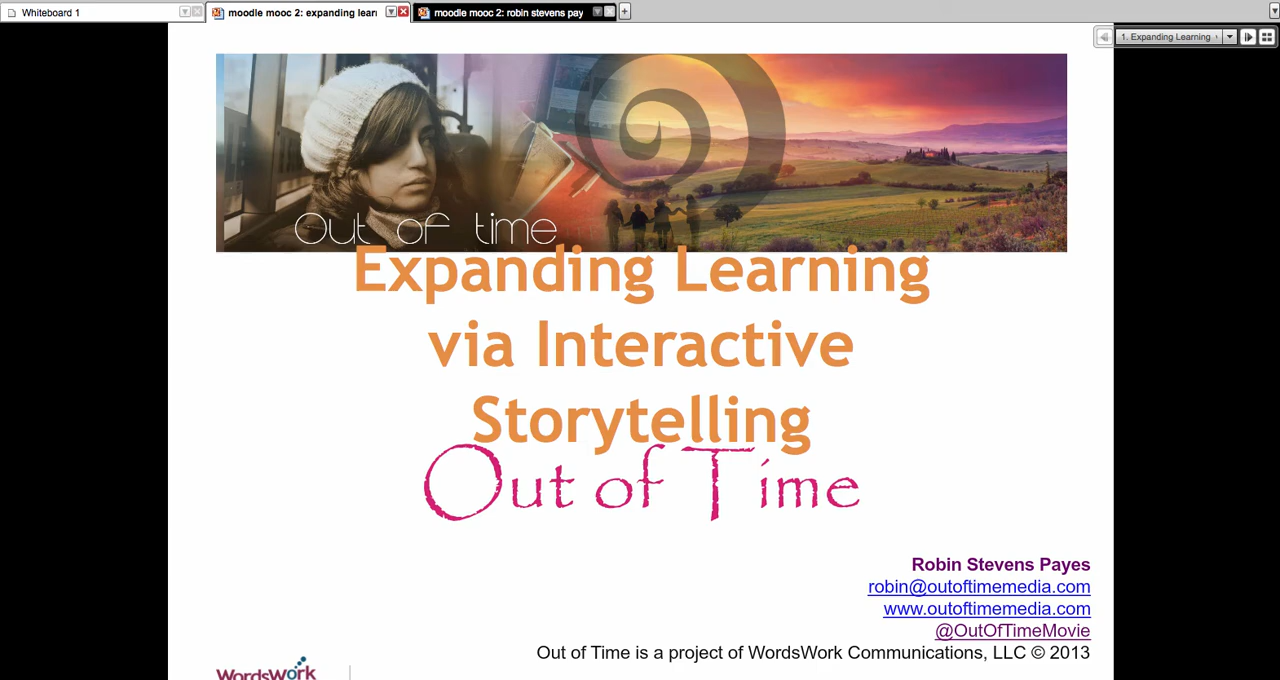 Whiteboard 1
moodle mooc 2: expanding lear
moodle mooc 2: robin stevens pay
1. Expanding Learning
Out of time
Expanding Learning
via Interactive
Storytelling
Out of Time
Robin Stevens Payes
robin@outoftimemedia.com
www.outoftimemedia.com
@OutOfTimeMovie
Out of Time is a project of WordsWork Communications, LLC © 2013
WordsWork